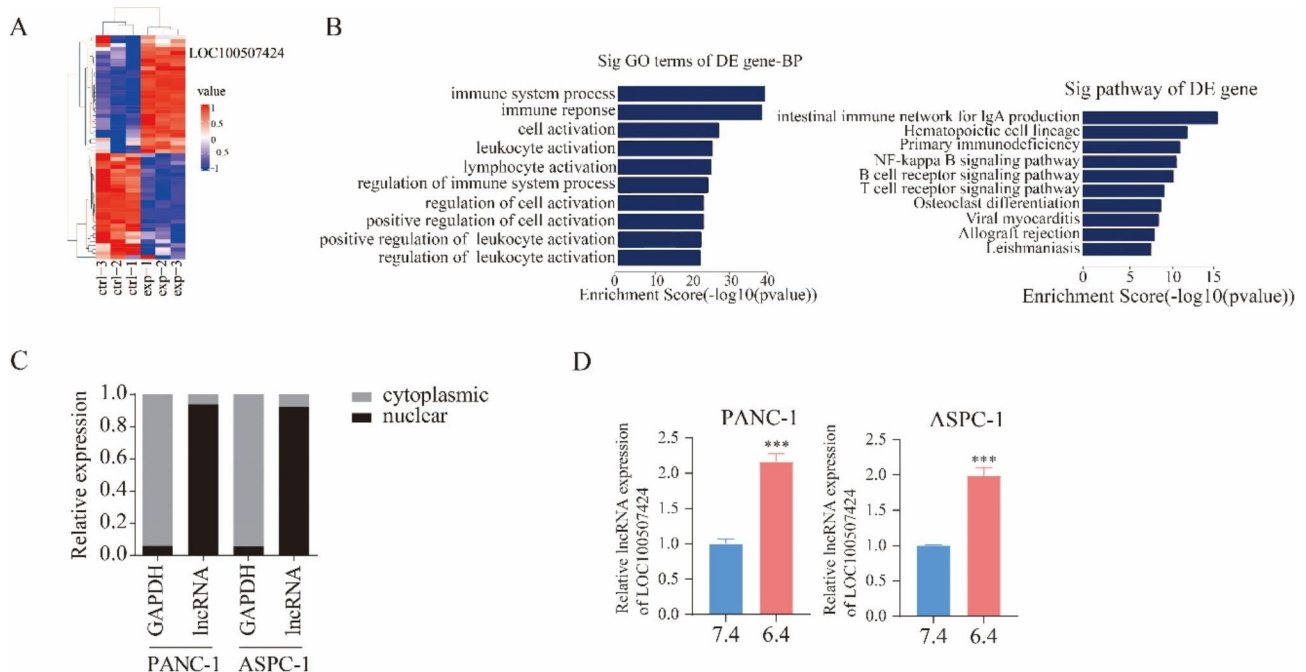 A
LOC100507424
value
1
0.5
0
0.5
−1
ctrl−3
ctrl−2
ctrl−1
exp−1
exp−2
exp−3
B
Sig GO terms of DE gene-BP
immune system process
immune reponse
cell activation
leukocyte activation
lymphocyte activation
regulation of immune system process
regulation of cell activation
positive regulation of cell activation
positive regulation of leukocyte activation
regulation of leukocyte activation
0 10 20 30 40
Enrichment Score(-log10(pvalue))
Sig pathway of DE gene
intestinal immune network for IgA production
Hematopoietic cell lineage
Primary immunodeficiency
NF-kappa B signaling pathway
B cell receptor signaling pathway
T cell receptor signaling pathway
Osteoclast differentiation
Viral myocarditis
Allograft rejection
Leishmaniasis
0 5 10 15
Enrichment Score(-log10(pvalue))
C
Relative expression
1.0
0.8
0.6
0.4
0.2
0.0
GAPDH
lncRNA
GAPDH
lncRNA
PANC-1 ASPC-1
cytoplasmic
nuclear
D
PANC-1
Relative lncRNA expression
of LOC100507424
2.5
2.0
1.5
1.0
0.5
0.0
***
7.4 6.4
ASPC-1
Relative lncRNA expression
of LOC100507424
2.5
2.0
1.5
1.0
0.5
0.0
***
7.4 6.4